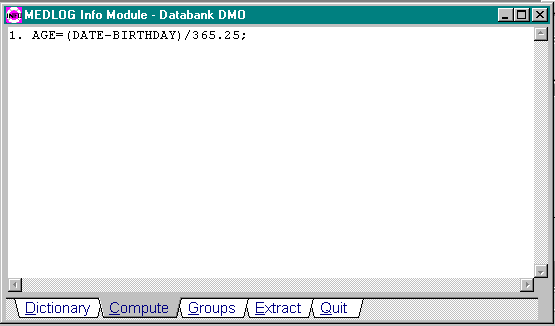 MEDLOG Info Module - Databank DMO
1. AGE=(DATE-BIRTHDAY)/365.25;
Dictionary Compute Groups Extract Quit